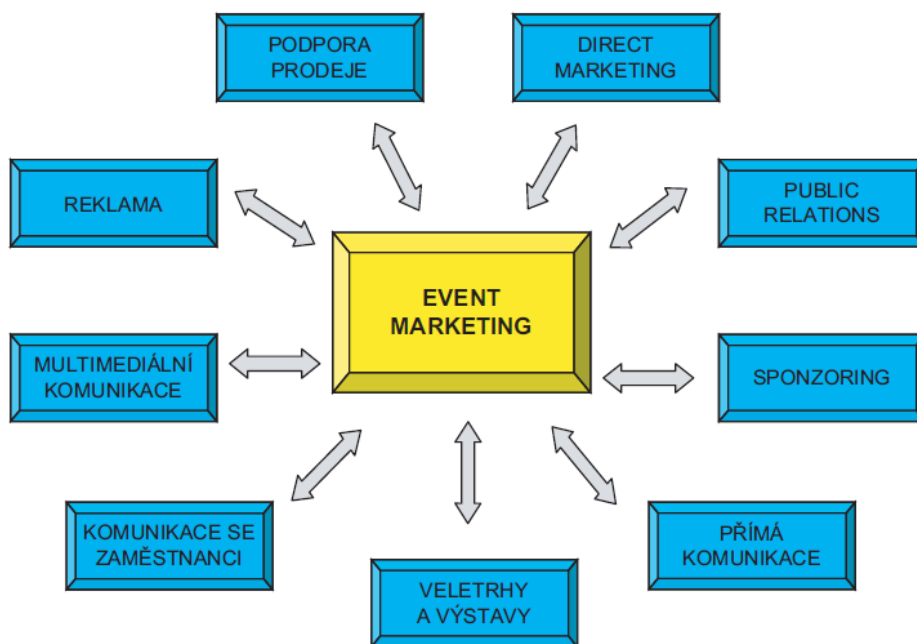 PODPORA
PRODEJE
DIRECT
MARKETING
REKLAMA
PUBLIC
RELATIONS
EVENT
MARKETING
MULTIMEDIÁLNÍ
KOMUNIKACE
SPONZORING
KOMUNIKACE SE
ZAMĚSTNANCI
PŘÍMÁ
KOMUNIKACE
VELETRHY
A VÝSTAVY